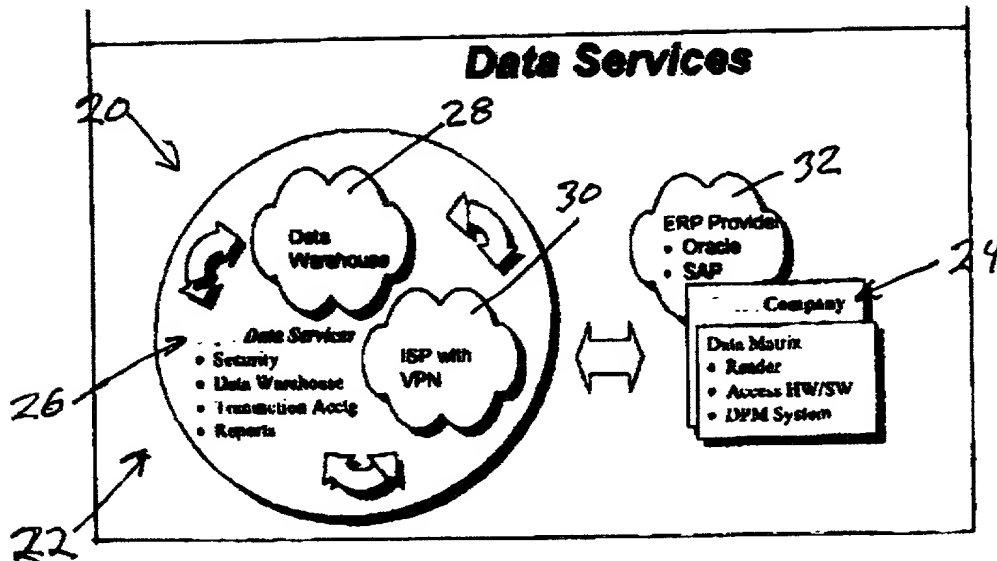 Data Services
20
28
30
32
24
26
22
Data
Warehouse
ISP with
VPN
Data Services
• Security
• Data Warehouse
• Transaction Acctg
• Reports
ERP Provider
• Oracle
• SAP
Company
Data Matrix
• Reader
• Access HW/SW
• DPM System